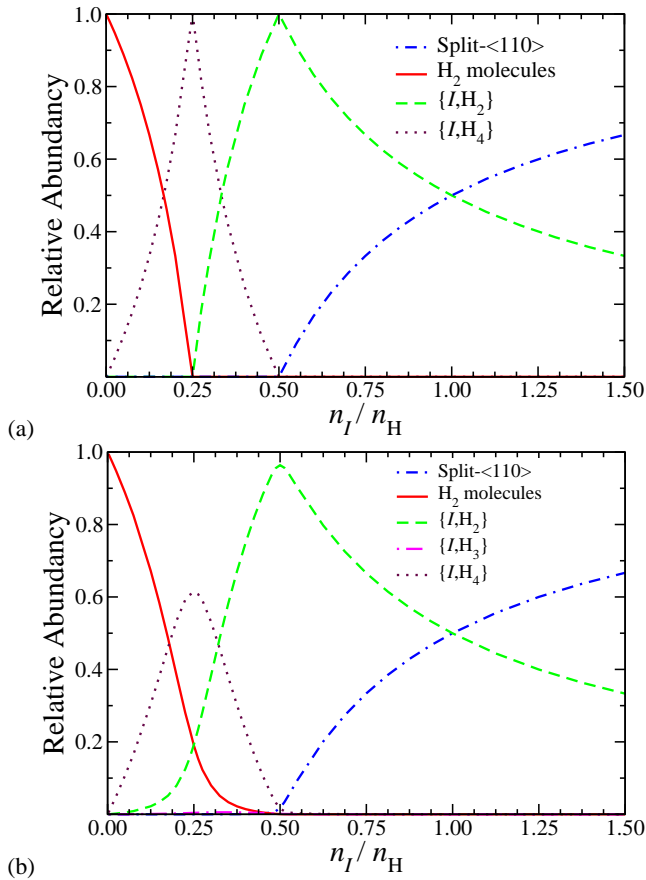 1.0
0.8
0.6
0.4
0.2
Relative Abundancy
Split-<110>
H₂ molecules
{I,H₂}
{I,H₄}
0.00 0.25 0.50 0.75 1.00 1.25 1.50
n_I / n_H
(a)
1.0
0.8
0.6
0.4
0.2
0.0
Relative Abundancy
Split-<110>
H₂ molecules
{I,H₂}
{I,H₃}
{I,H₄}
0.00 0.25 0.50 0.75 1.00 1.25 1.50
n_I / n_H
(b)